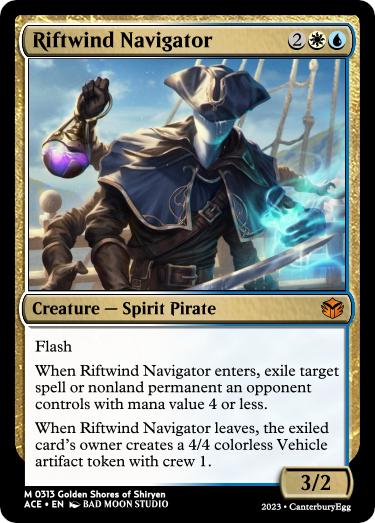 Riftwind Navigator 2
Creature — Spirit Pirate
Flash
When Riftwind Navigator enters, exile target
spell or nonland permanent an opponent
controls with mana value 4 or less.
When Riftwind Navigator leaves, the exiled
card's owner creates a 4/4 colorless Vehicle
artifact token with crew 1.
3/2
M 0313 Golden Shores of Shiryen
ACE • EN BAD MOON STUDIO
2023 • CanterburyEgg